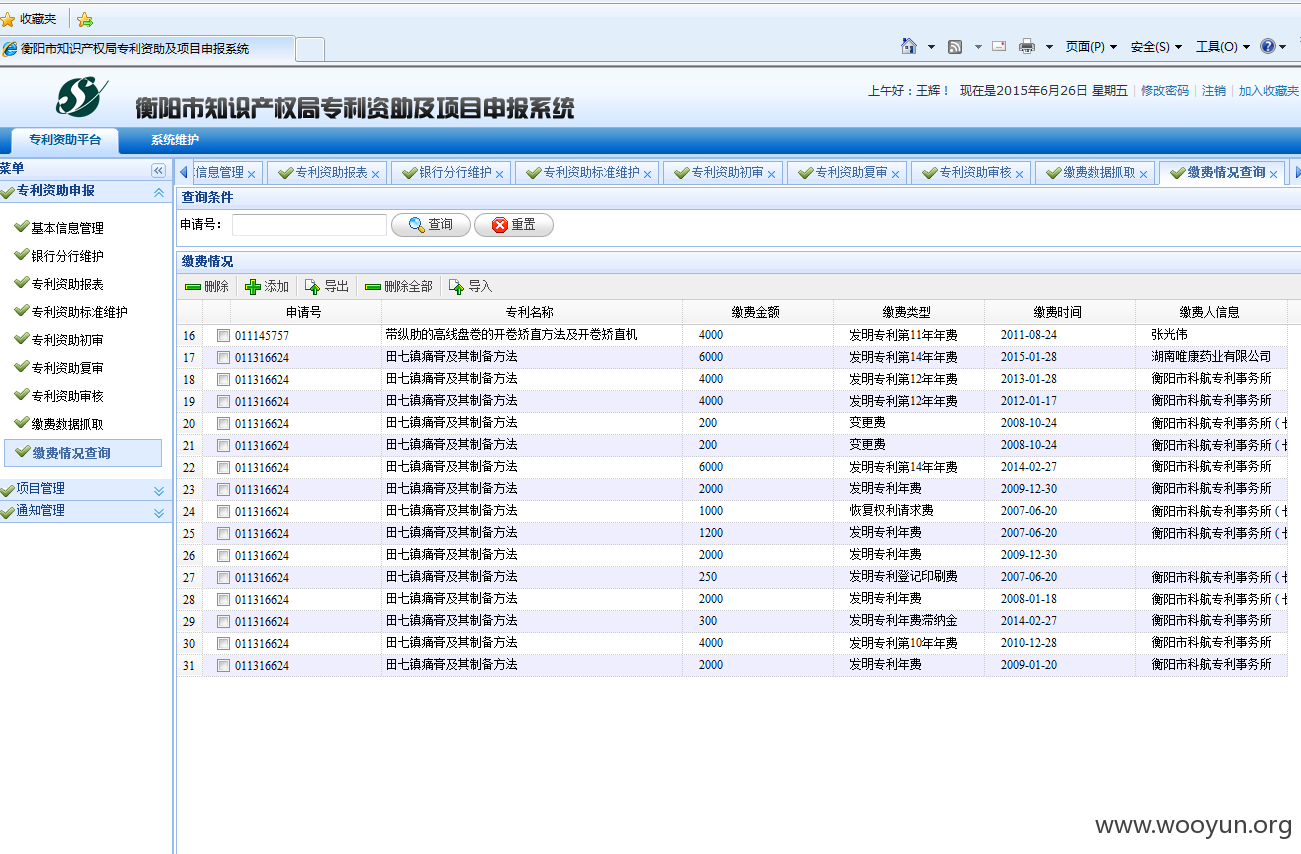 收藏夹
衡阳市知识产权局专利资助及项目申报系统
页面(P) 安全(S) 工具(O)
衡阳市知识产权局专利资助及项目申报系统
上午好：王辉！ 现在是2015年6月26日 星期五 修改密码 注销 加入收藏夹
专利资助平台 系统维护
菜单
信息管理 专利资助报表 银行分行维护 专利资助标准维护 专利资助初审 专利资助复审 专利资助审核 缴费数据抓取 缴费情况查询
专利资助申报
基本信息管理
银行分行维护
专利资助报表
专利资助标准维护
专利资助初审
专利资助复审
专利资助审核
缴费数据抓取
缴费情况查询
项目管理
通知管理
查询条件
申请号： 查询 重置
缴费情况
删除 添加 导出 删除全部 导入
申请号 专利名称 缴费金额 缴费类型 缴费时间 缴费人信息
16 011145757 带纵肋的高线盘卷的开卷矫直方法及开卷矫直机 4000 发明专利第11年年费 2011-08-24 张光伟
17 011316624 田七镇痛膏及其制备方法 6000 发明专利第14年年费 2015-01-28 湖南唯康药业有限公司
18 011316624 田七镇痛膏及其制备方法 4000 发明专利第12年年费 2013-01-28 衡阳市科航专利事务所
19 011316624 田七镇痛膏及其制备方法 4000 发明专利第12年年费 2012-01-17 衡阳市科航专利事务所
20 011316624 田七镇痛膏及其制备方法 200 变更费 2008-10-24 衡阳市科航专利事务所（
21 011316624 田七镇痛膏及其制备方法 200 变更费 2008-10-24 衡阳市科航专利事务所（
22 011316624 田七镇痛膏及其制备方法 6000 发明专利第14年年费 2014-02-27 衡阳市科航专利事务所
23 011316624 田七镇痛膏及其制备方法 2000 发明专利年费 2009-12-30 衡阳市科航专利事务所
24 011316624 田七镇痛膏及其制备方法 1000 恢复权利请求费 2007-06-20 衡阳市科航专利事务所（
25 011316624 田七镇痛膏及其制备方法 1200 发明专利年费 2007-06-20 衡阳市科航专利事务所（
26 011316624 田七镇痛膏及其制备方法 2000 发明专利年费 2009-12-30
27 011316624 田七镇痛膏及其制备方法 250 发明专利登记印刷费 2007-06-20 衡阳市科航专利事务所（
28 011316624 田七镇痛膏及其制备方法 2000 发明专利年费 2008-01-18 衡阳市科航专利事务所（
29 011316624 田七镇痛膏及其制备方法 300 发明专利年费滞纳金 2014-02-27 衡阳市科航专利事务所
30 011316624 田七镇痛膏及其制备方法 4000 发明专利第10年年费 2010-12-28 衡阳市科航专利事务所
31 011316624 田七镇痛膏及其制备方法 2000 发明专利年费 2009-01-20 衡阳市科航专利事务所
www.wooyun.org